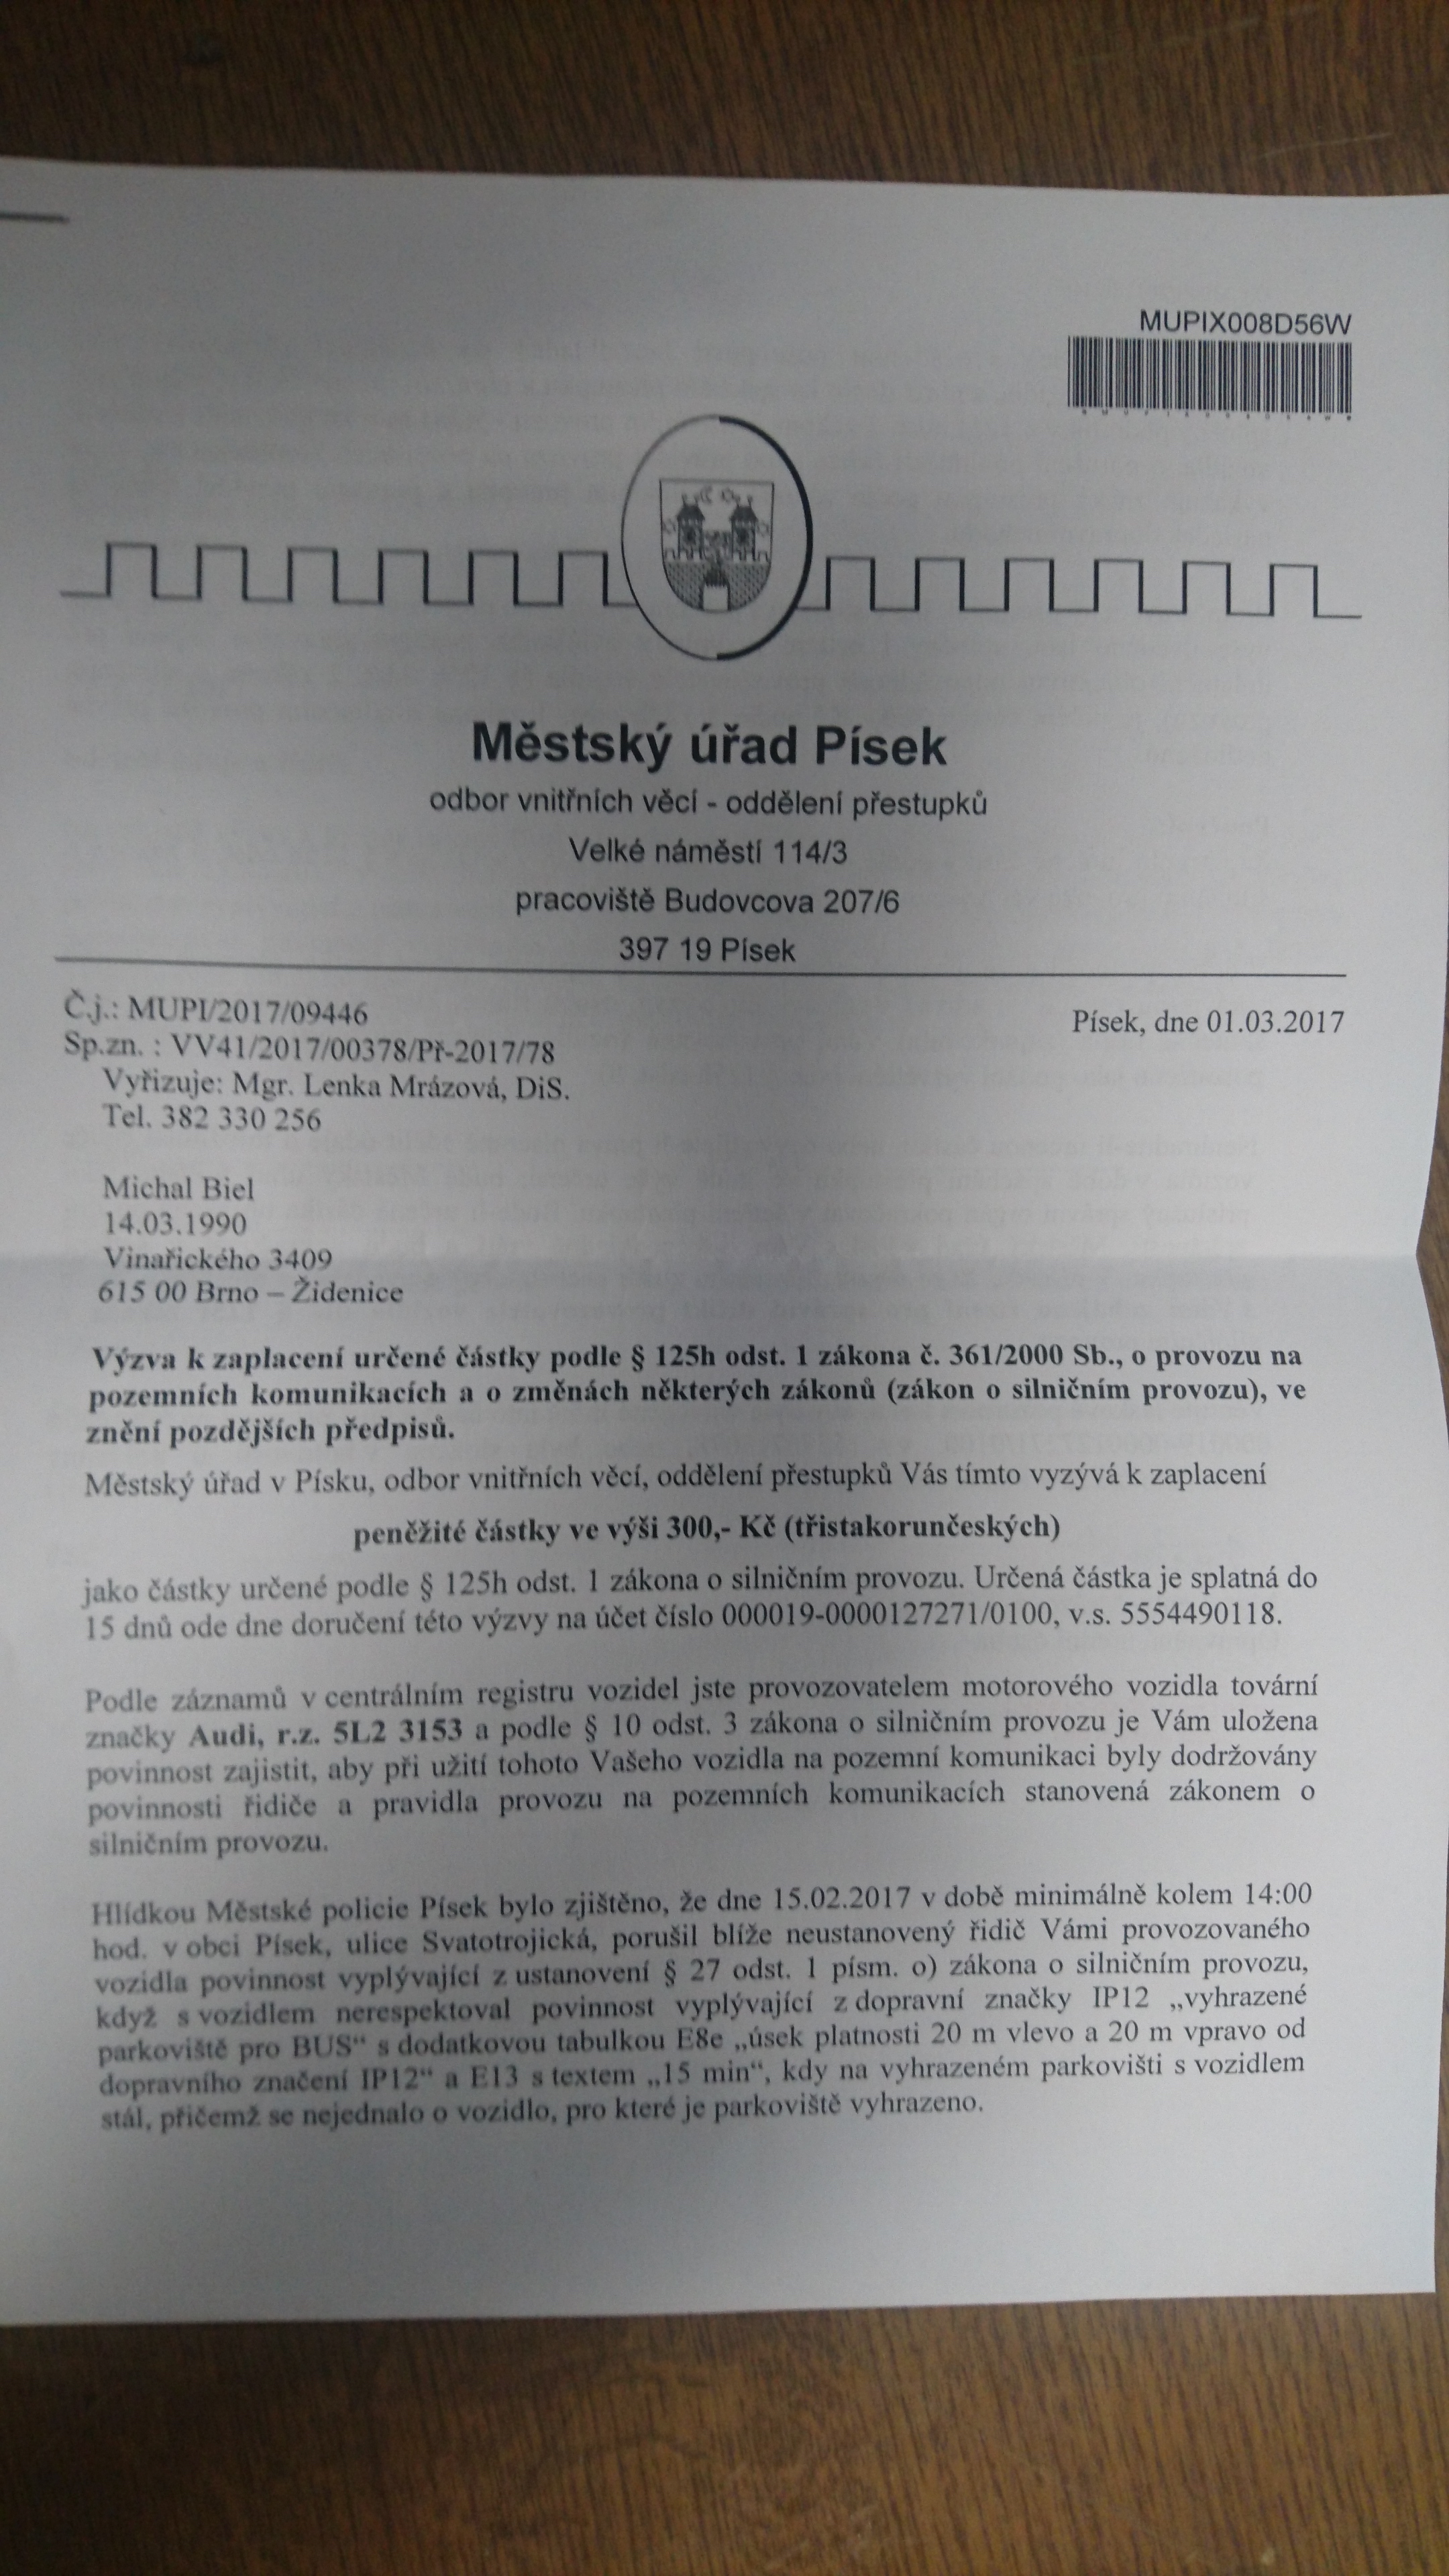 MUPIX008D56W
Městský úřad Písek
odbor vnitřních věcí - oddělení přestupků
Velké náměstí 114/3
pracoviště Budovcova 207/6
397 19 Písek
Č.j.: MUPI/2017/09446
Písek, dne 01.03.2017
Sp.zn. : VV41/2017/00378/Př-2017/78
Vyřizuje: Mgr. Lenka Mrázová, DiS.
Tel. 382 330 256
Michal Biel
14.03.1990
Vinařického 3409
615 00 Brno – Židenice
Výzva k zaplacení určené částky podle § 125h odst. 1 zákona č. 361/2000 Sb., o provozu na
pozemních komunikacích a o změnách některých zákonů (zákon o silničním provozu), ve
znění pozdějších předpisů.
Městský úřad v Písku, odbor vnitřních věcí, oddělení přestupků Vás tímto vyzývá k zaplacení
peněžité částky ve výši 300,- Kč (třistakorunčeských)
jako částky určené podle § 125h odst. 1 zákona o silničním provozu. Určená částka je splatná do
15 dnů ode dne doručení této výzvy na účet číslo 000019-0000127271/0100, v.s. 5554490118.
Podle záznamů v centrálním registru vozidel jste provozovatelem motorového vozidla tovární
značky Audi, r.z. 5L2 3153 a podle § 10 odst. 3 zákona o silničním provozu je Vám uložena
povinnost zajistit, aby při užití tohoto Vašeho vozidla na pozemní komunikaci byly dodržovány
povinnosti řidiče a pravidla provozu na pozemních komunikacích stanovená zákonem o
silničním provozu.
Hlídkou Městské policie Písek bylo zjištěno, že dne 15.02.2017 v době minimálně kolem 14:00
hod. v obci Písek, ulice Svatotrojická, porušil blíže neustanovený řidič Vámi provozovaného
vozidla povinnost vyplývající z ustanovení § 27 odst. 1 písm. o) zákona o silničním provozu,
když s vozidlem nerespektoval povinnost vyplývající z dopravní značky IP12 „vyhrazené
parkoviště pro BUS“ s dodatkovou tabulkou E8e „úsek platnosti 20 m vlevo a 20 m vpravo od
dopravního značení IP12“ a E13 s textem „15 min“, kdy na vyhrazeném parkovišti s vozidlem
stál, přičemž se nejednalo o vozidlo, pro které je parkoviště vyhrazeno.